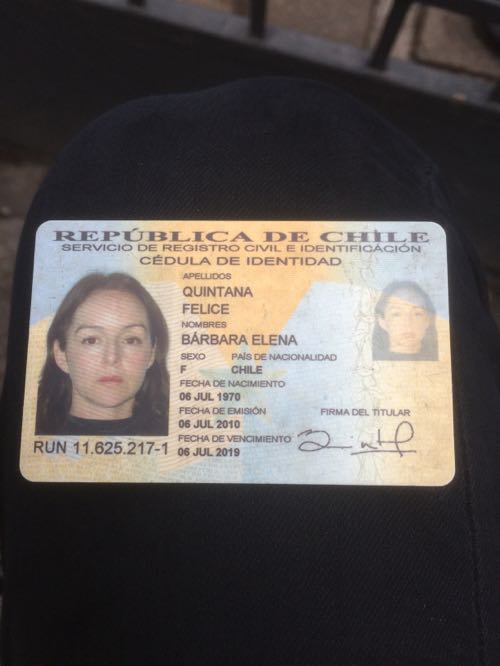 REPÚBLICA DE CHILE
SERVICIO DE REGISTRO CIVIL E IDENTIFICACIÓN
CÉDULA DE IDENTIDAD
APELLIDOS
QUINTANA
FELICE
NOMBRES
BÁRBARA ELENA
SEXO PAÍS DE NACIONALIDAD
F CHILE
FECHA DE NACIMIENTO
06 JUL 1970
FECHA DE EMISIÓN FIRMA DEL TITULAR
06 JUL 2010
FECHA DE VENCIMIENTO
06 JUL 2019
RUN 11.625.217-1